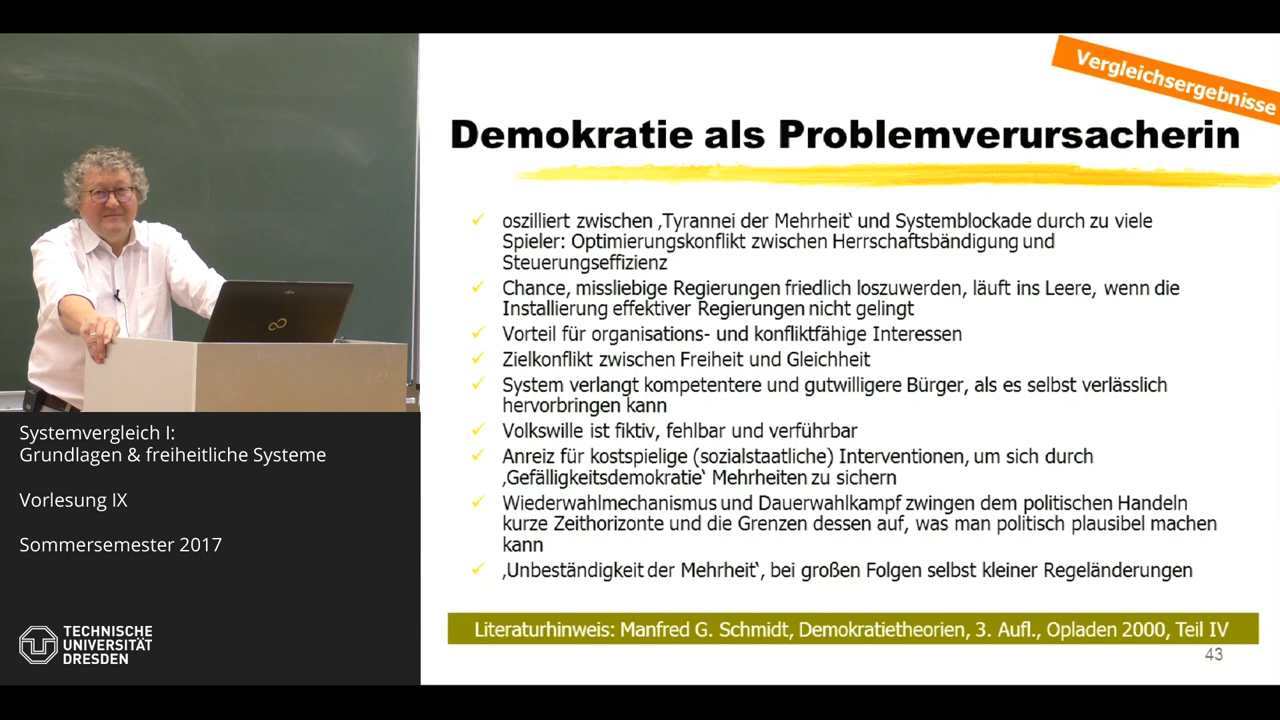 Vergleichsergebnisse
Demokratie als Problemverursacherin
oszilliert zwischen ‚Tyrannei der Mehrheit‘ und Systemblockade durch zu viele
Spieler: Optimierungskonflikt zwischen Herrschaftsbändigung und
Steuerungseffizienz
Chance, missliebige Regierungen friedlich loszuwerden, läuft ins Leere, wenn die
Installierung effektiver Regierungen nicht gelingt
Vorteil für organisations- und konfliktfähige Interessen
Zielkonflikt zwischen Freiheit und Gleichheit
System verlangt kompetentere und gutwilligere Bürger, als es selbst verlässlich
hervorbringen kann
Volkswille ist fiktiv, fehlbar und verführbar
Anreiz für kostspielige (sozialstaatliche) Interventionen, um sich durch
‚Gefälligkeitsdemokratie‘ Mehrheiten zu sichern
Wiederwahlmechanismus und Dauerwahlkampf zwingen dem politischen Handeln
kurze Zeithorizonte und die Grenzen dessen auf, was man politisch plausibel machen
kann
‚Unbeständigkeit der Mehrheit‘, bei großen Folgen selbst kleiner Regeländerungen
Literaturhinweis: Manfred G. Schmidt, Demokratietheorien, 3. Aufl., Opladen 2000, Teil IV
43
Systemvergleich I:
Grundlagen & freiheitliche Systeme
Vorlesung IX
Sommersemester 2017
TECHNISCHE
UNIVERSITÄT
DRESDEN